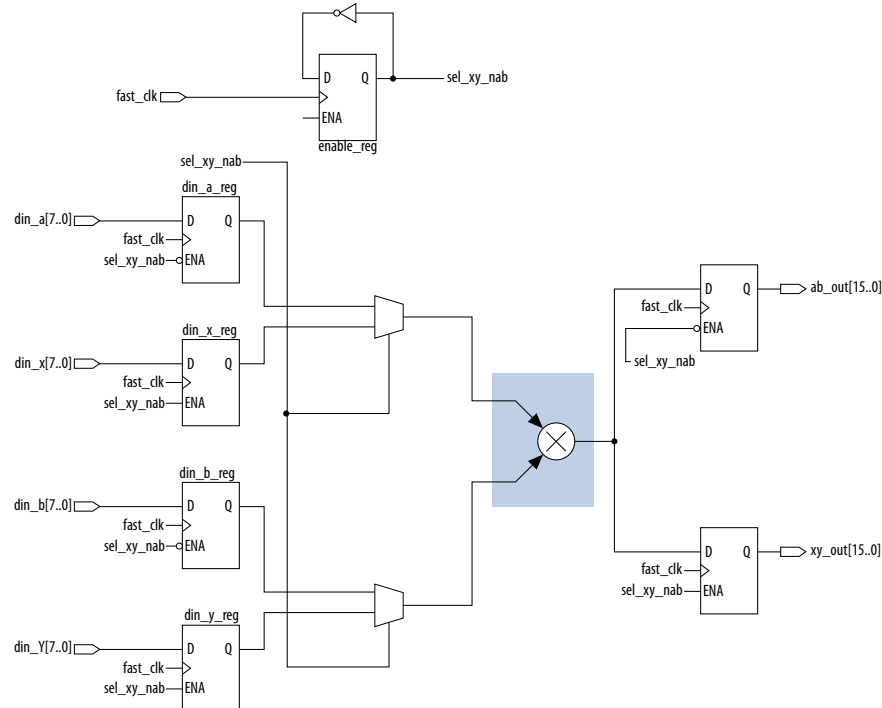 D Q
sel_xy_nab
fast_clk
ENA
enable_reg
sel_xy_nab
din_a_reg
din_a[7..0]
D Q
fast_clk
sel_xy_nab
ENA
din_x_reg
din_x[7..0]
D Q
fast_clk
sel_xy_nab
ENA
din_b_reg
din_b[7..0]
D Q
fast_clk
sel_xy_nab
ENA
din_y_reg
din_Y[7..0]
D Q
fast_clk
sel_xy_nab
ENA
D Q
ab_out[15..0]
fast_clk
ENA
sel_xy_nab
D Q
xy_out[15..0]
fast_clk
sel_xy_nab
ENA